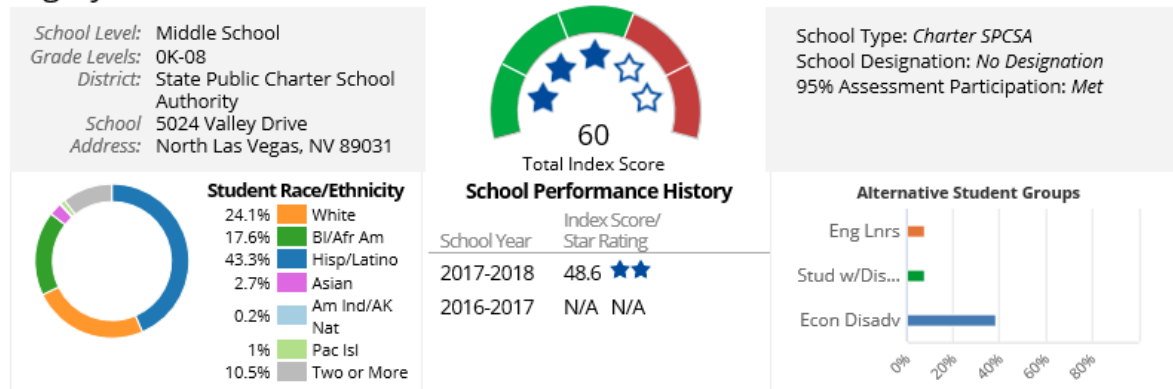 School Level: Middle School
Grade Levels: 0K-08
District: State Public Charter School
Authority
School 5024 Valley Drive
Address: North Las Vegas, NV 89031
60
Total Index Score
School Type: Charter SPCSA
School Designation: No Designation
95% Assessment Participation: Met
Student Race/Ethnicity
24.1% White
17.6% Bl/Afr Am
43.3% Hisp/Latino
2.7% Asian
0.2% Am Ind/AK
Nat
1% Pac Isl
10.5% Two or More
School Performance History
Index Score/
School Year Star Rating
2017-2018 48.6
2016-2017 N/A N/A
Alternative Student Groups
Eng Lnrs
Stud w/Dis...
Econ Disadv
0% 20% 40% 60% 80%